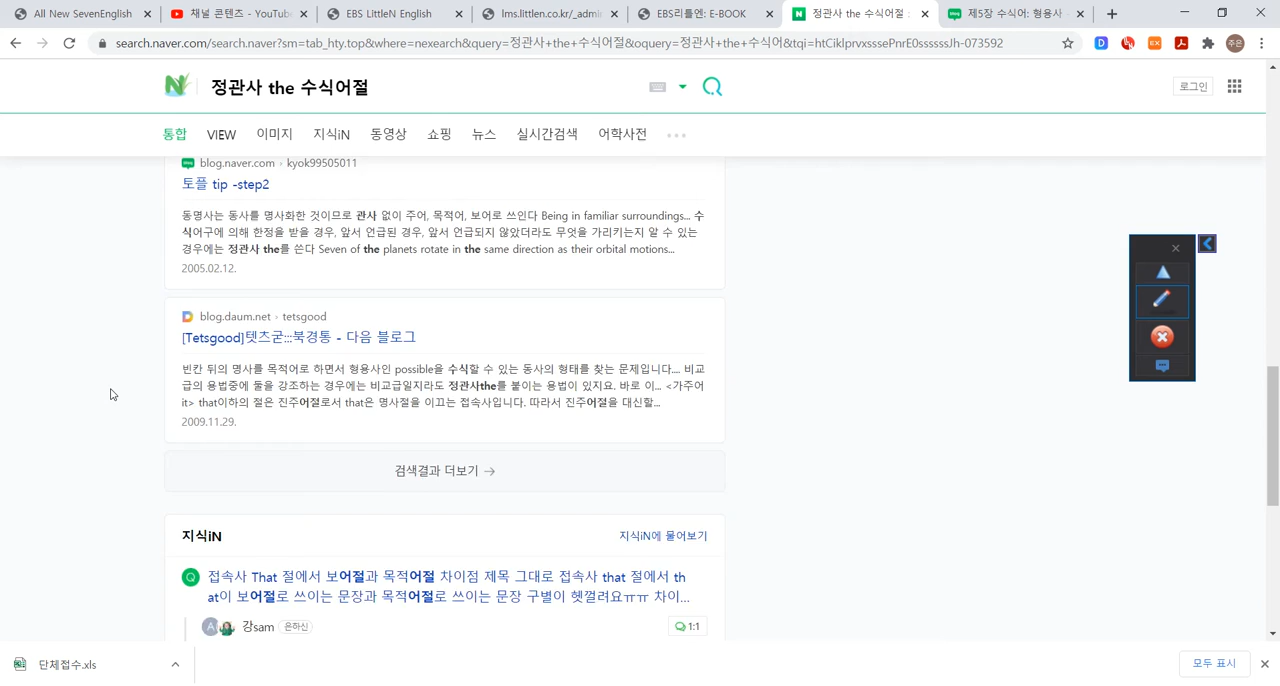 All New SevenEnglish
채널 콘텐츠 - YouTube
EBS LittleN English
lms.littlen.co.kr/_admin
EBS리틀엔: E-BOOK
정관사 the 수식어절 :
제5장 수식어: 형용사
search.naver.com/search.naver?sm=tab_hty.top&where=nexearch&query=정관사+the+수식어절&oquery=정관사+the+수식어&tqi=htCiklprvxsssePnrE0ssssssJh-073592
정관사 the 수식어절
로그인
통합 VIEW 이미지 지식iN 동영상 쇼핑 뉴스 실시간검색 어학사전
blog.naver.com › kyok99505011
토플 tip -step2
동명사는 동사를 명사화한 것이므로 관사 없이 주어, 목적어, 보어로 쓰인다 Being in familiar surroundings... 수
식어구에 의해 한정을 받을 경우, 앞서 언급된 경우, 앞서 언급되지 않았더라도 무엇을 가리키는지 알 수 있는
경우에는 정관사 the를 쓴다 Seven of the planets rotate in the same direction as their orbital motions...
2005.02.12.
blog.daum.net › tetsgood
[Tetsgood]텟츠굳:::북경통 - 다음 블로그
빈칸 뒤의 명사를 목적어로 하면서 형용사인 possible을 수식할 수 있는 동사의 형태를 찾는 문제입니다.... 비교
급의 용법중에 둘을 강조하는 경우에는 비교급일지라도 정관사the를 붙이는 용법이 있지요. 바로 이... <가주어
it> that이하의 절은 진주어절로서 that은 명사절을 이끄는 접속사입니다. 따라서 진주어절을 대신할...
2009.11.29.
검색결과 더보기 →
지식iN
지식iN에 물어보기
Q
접속사 That 절에서 보어절과 목적어절 차이점 제목 그대로 접속사 that 절에서 th
at이 보어절로 쓰이는 문장과 목적어절로 쓰이는 문장 구별이 헷껄려요ㅠㅠ 차이...
A 강sam 은하신
1:1
단체접수.xls
모두 표시